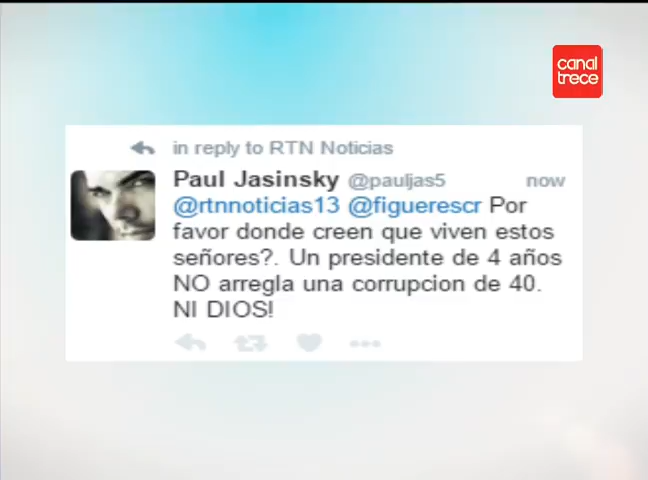 canal
trece
in reply to RTN Noticias
Paul Jasinsky @pauljas5 now
@rtnnoticias13 @figuerescr Por
favor donde creen que viven estos
señores?. Un presidente de 4 años
NO arregla una corrupcion de 40.
NI DIOS!